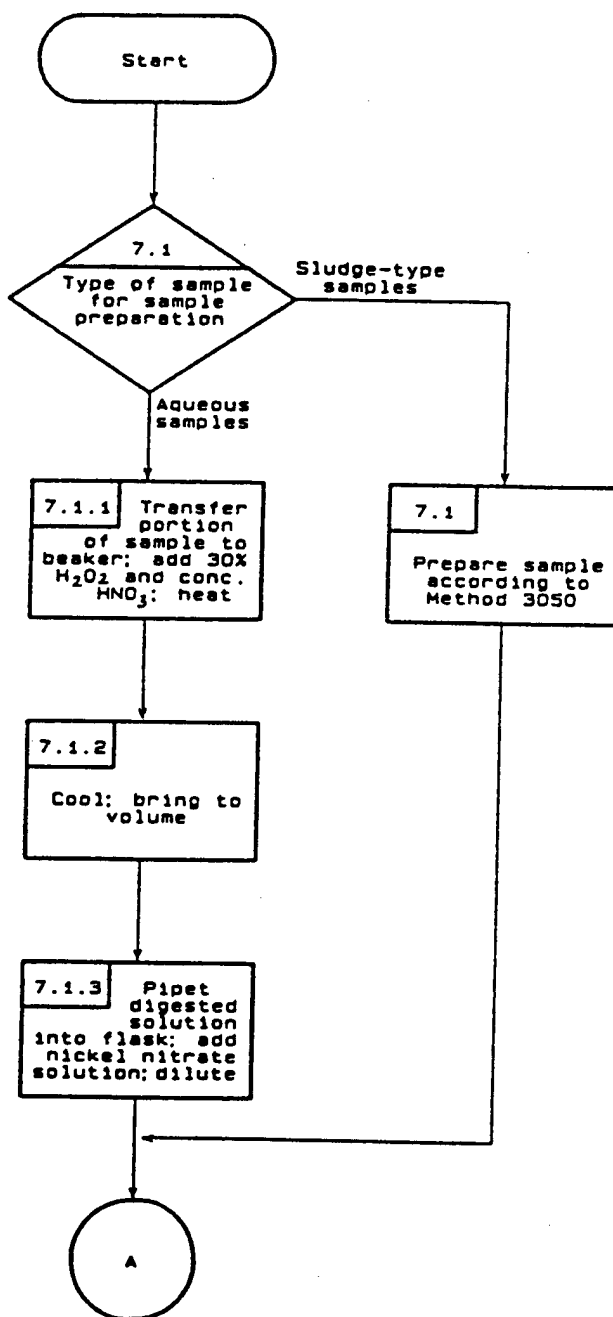 Start
7.1
Type of sample
for sample
preparation
Sludge-type
samples
Aqueous
samples
7.1.1 Transfer
portion
of sample to
beaker; add 30%
H₂O₂ and conc.
HNO₃; heat
7.1
Prepare sample
according to
Method 3050
7.1.2
Cool; bring to
volume
7.1.3 Pipet
digested
solution
into flask; add
nickel nitrate
solution; dilute
A